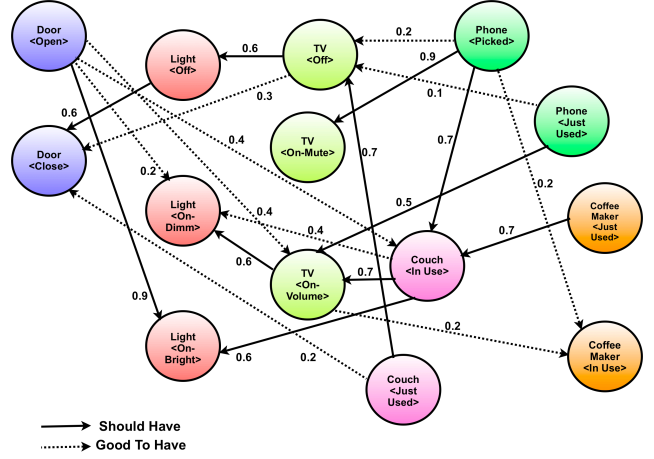 Door
<Open>
Light
<Off>
TV
<Off>
Phone
<Picked>
0.6
0.2
0.9
0.1
0.3
0.6
Door
<Close>
TV
<On-Mute>
Phone
<Just
Used>
0.4
0.7
0.7
0.2
0.2
Light
<On-
Dimm>
0.4
0.4
0.5
Coffee
Maker
<Just
Used>
0.7
0.6
TV
<On-
Volume>
0.7
Couch
<In Use>
0.9
Light
<On-
Bright>
0.6
0.2
0.2
Coffee
Maker
<In Use>
Couch
<Just
Used>
Should Have
Good To Have